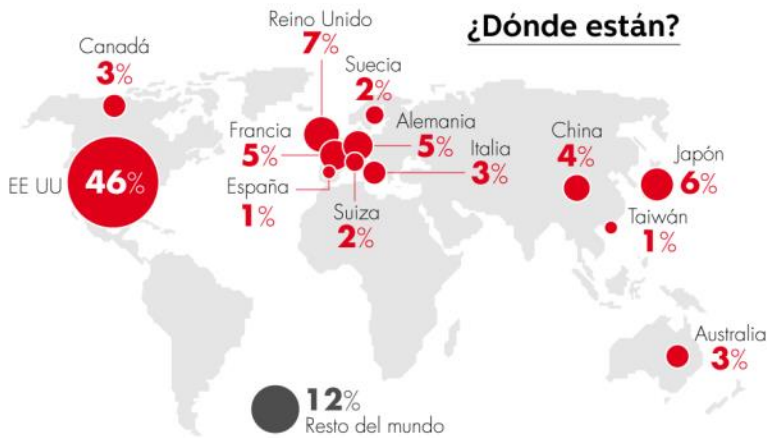 ¿Dónde están?
Canadá
3%
EE UU
46%
Reino Unido
7%
Suecia
2%
Francia
5%
Alemania
5%
España
1%
Suiza
2%
Italia
3%
China
4%
Japón
6%
Taiwán
1%
Australia
3%
12%
Resto del mundo